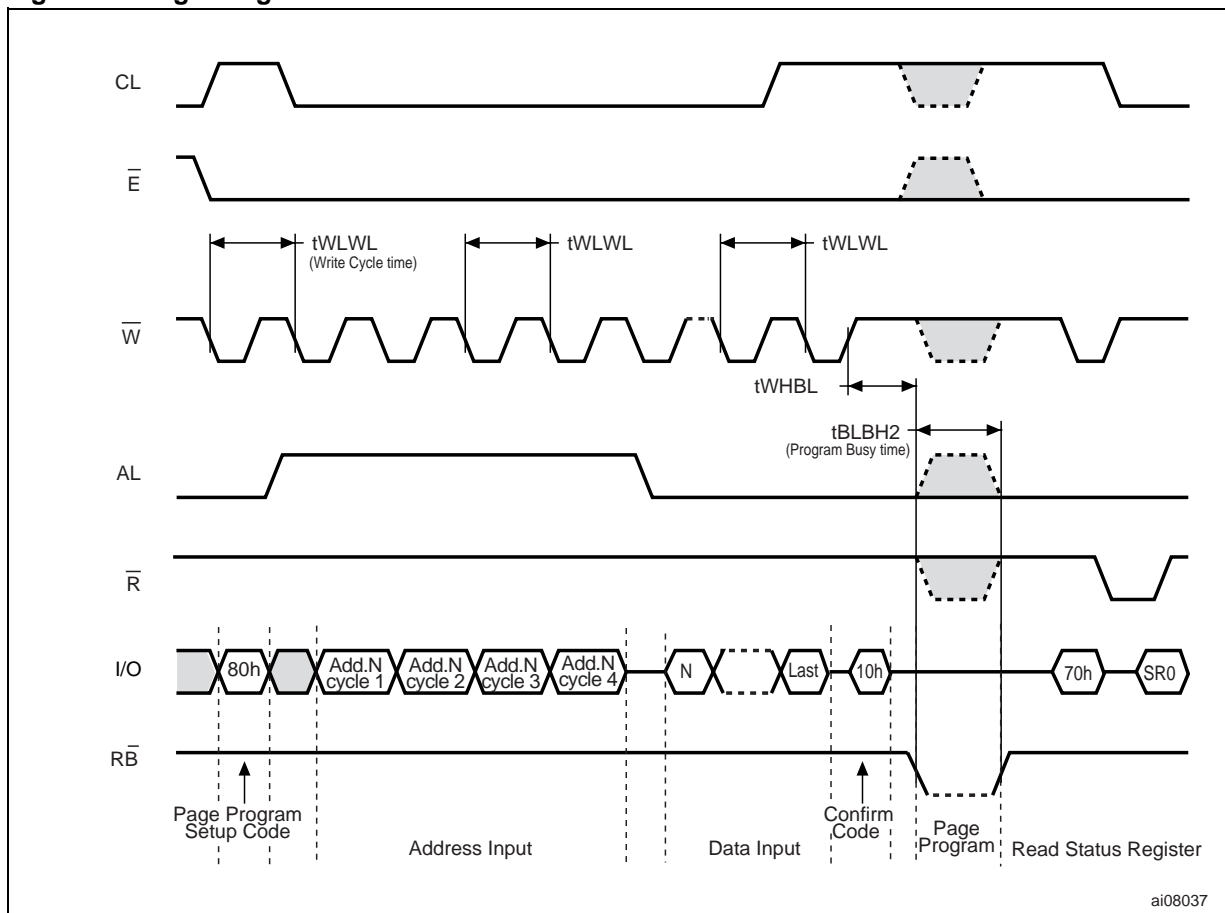 CL
E
tWLWL
(Write Cycle time)
tWLWL
tWLWL
W
tWHBL
tBLBH2
(Program Busy time)
AL
R
I/O
80h
Add.N cycle 1
Add.N cycle 2
Add.N cycle 3
Add.N cycle 4
N
Last
10h
70h
SR0
RB
Page Program
Setup Code
Address Input
Data Input
Confirm
Code
Page
Program
Read Status Register
ai08037